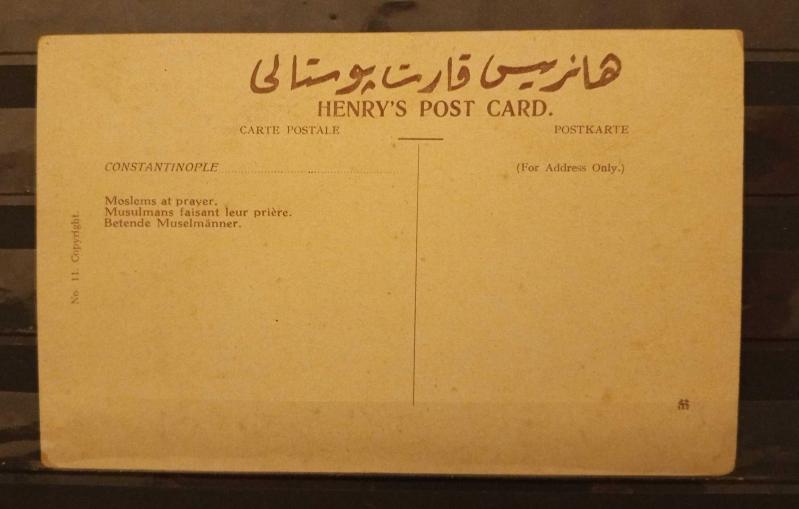 هانریس قارت پوستالی
HENRY'S POST CARD.
CARTE POSTALE
POSTKARTE
CONSTANTINOPLE
(For Address Only.)
Moslems at prayer.
Musulmans faisant leur prière.
Betende Muselmänner.
No 11. Copyright.